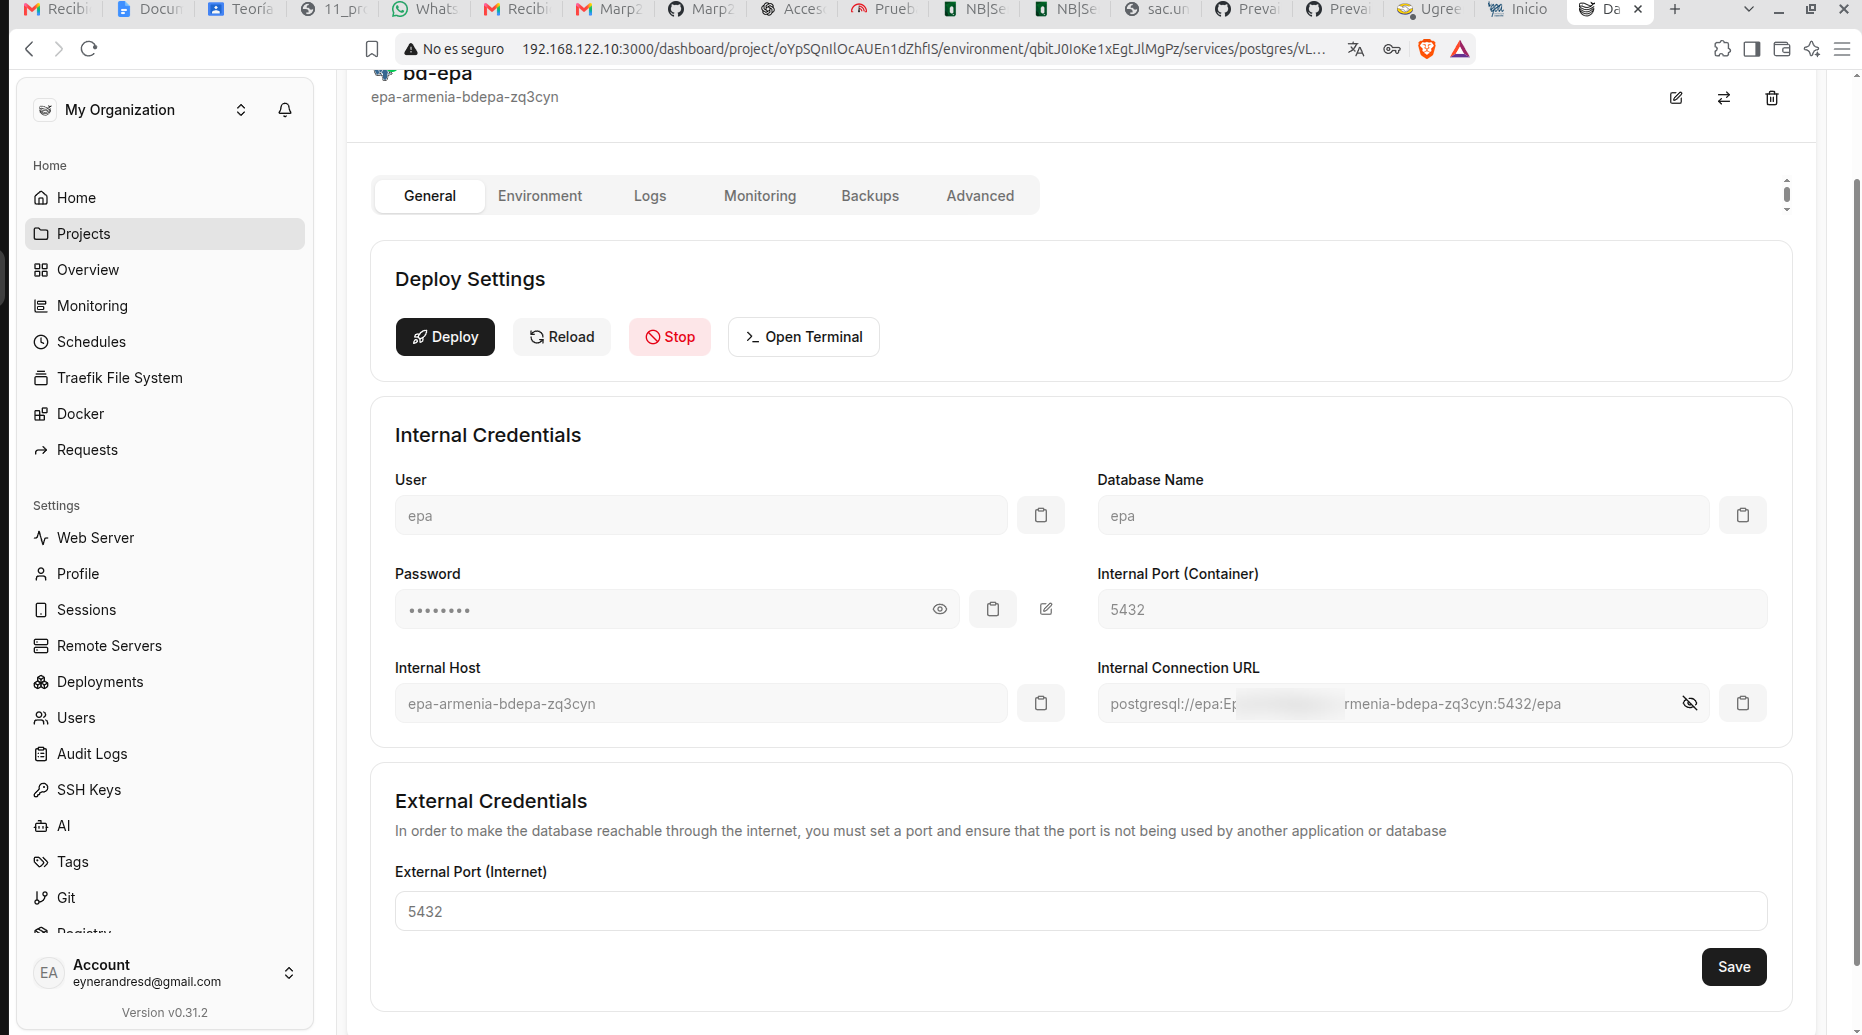 Recibi
Docun
Teoría
11_pr
Whats
Recibi
Marp2
Marp2
Acces
Prueb
NB|Se
NB|Se
sac.un
Prevai
Prevai
Ugree
Inicio
Da
No es seguro
192.168.122.10:3000/dashboard/project/oYpSQnIlOcAUEn1dZhfIS/environment/qbitJ0IoKe1xEgtJlMgPz/services/postgres/vL...
My Organization
Home
Home
Projects
Overview
Monitoring
Schedules
Traefik File System
Docker
Requests
Settings
Web Server
Profile
Sessions
Remote Servers
Deployments
Users
Audit Logs
SSH Keys
AI
Tags
Git
Registry
EA
Account
eynerandresd@gmail.com
Version v0.31.2
bd-epa
epa-armenia-bdepa-zq3cyn
General
Environment
Logs
Monitoring
Backups
Advanced
Deploy Settings
Deploy
Reload
Stop
Open Terminal
Internal Credentials
User
epa
Database Name
epa
Password
••••••••
Internal Port (Container)
5432
Internal Host
epa-armenia-bdepa-zq3cyn
Internal Connection URL
postgresql://epa:Ep rmenia-bdepa-zq3cyn:5432/epa
External Credentials
In order to make the database reachable through the internet, you must set a port and ensure that the port is not being used by another application or database
External Port (Internet)
5432
Save